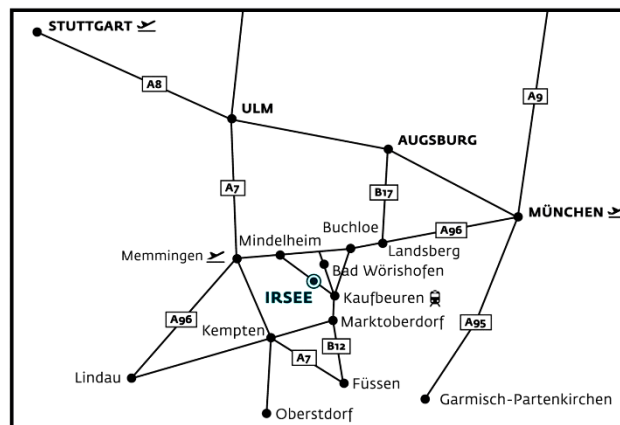 STUTTGART
A8
A9
ULM
AUGSBURG
A7
B17
MÜNCHEN
Buchloe
A96
Mindelheim
Landsberg
Memmingen
Bad Wörishofen
IRSEE
Kaufbeuren
A96
Marktoberdorf
A95
Kempten
B12
A7
Lindau
Füssen
Garmisch-Partenkirchen
Oberstdorf